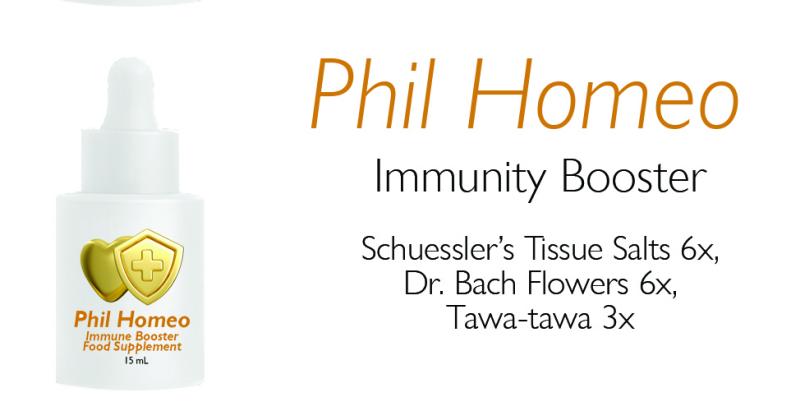 Phil Homeo
Immunity Booster
Schuessler's Tissue Salts 6x,
Dr. Bach Flowers 6x,
Tawa-tawa 3x
Phil Homeo
Immune Booster
Food Supplement
15 mL